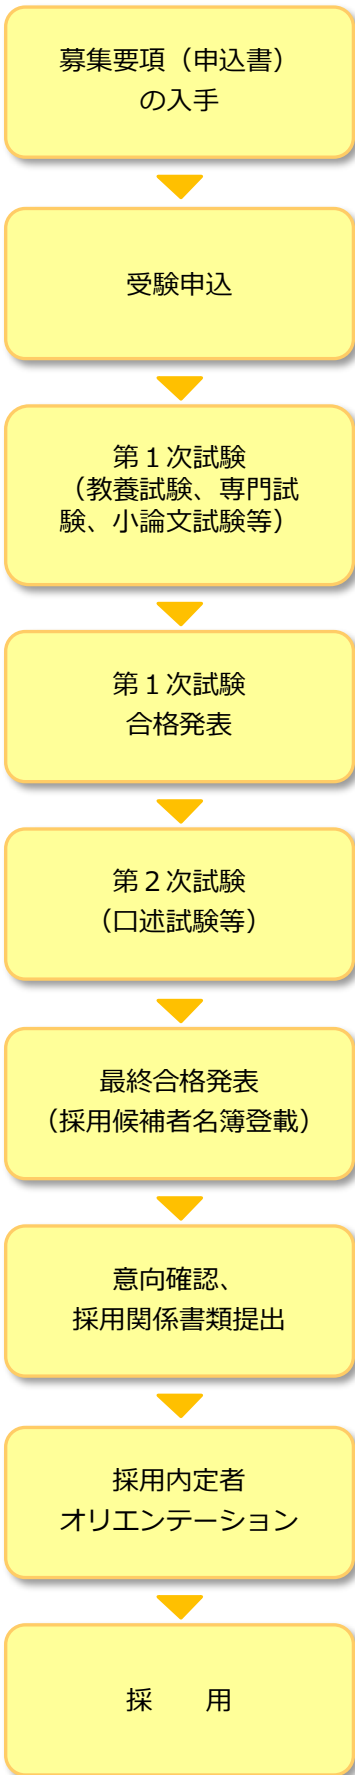 募集要項（申込書）
の入手
受験申込
第１次試験
（教養試験、専門試
験、小論文試験等）
第１次試験
合格発表
第２次試験
（口述試験等）
最終合格発表
（採用候補者名簿登載）
意向確認、
採用関係書類提出
採用内定者
オリエンテーション
採　　用